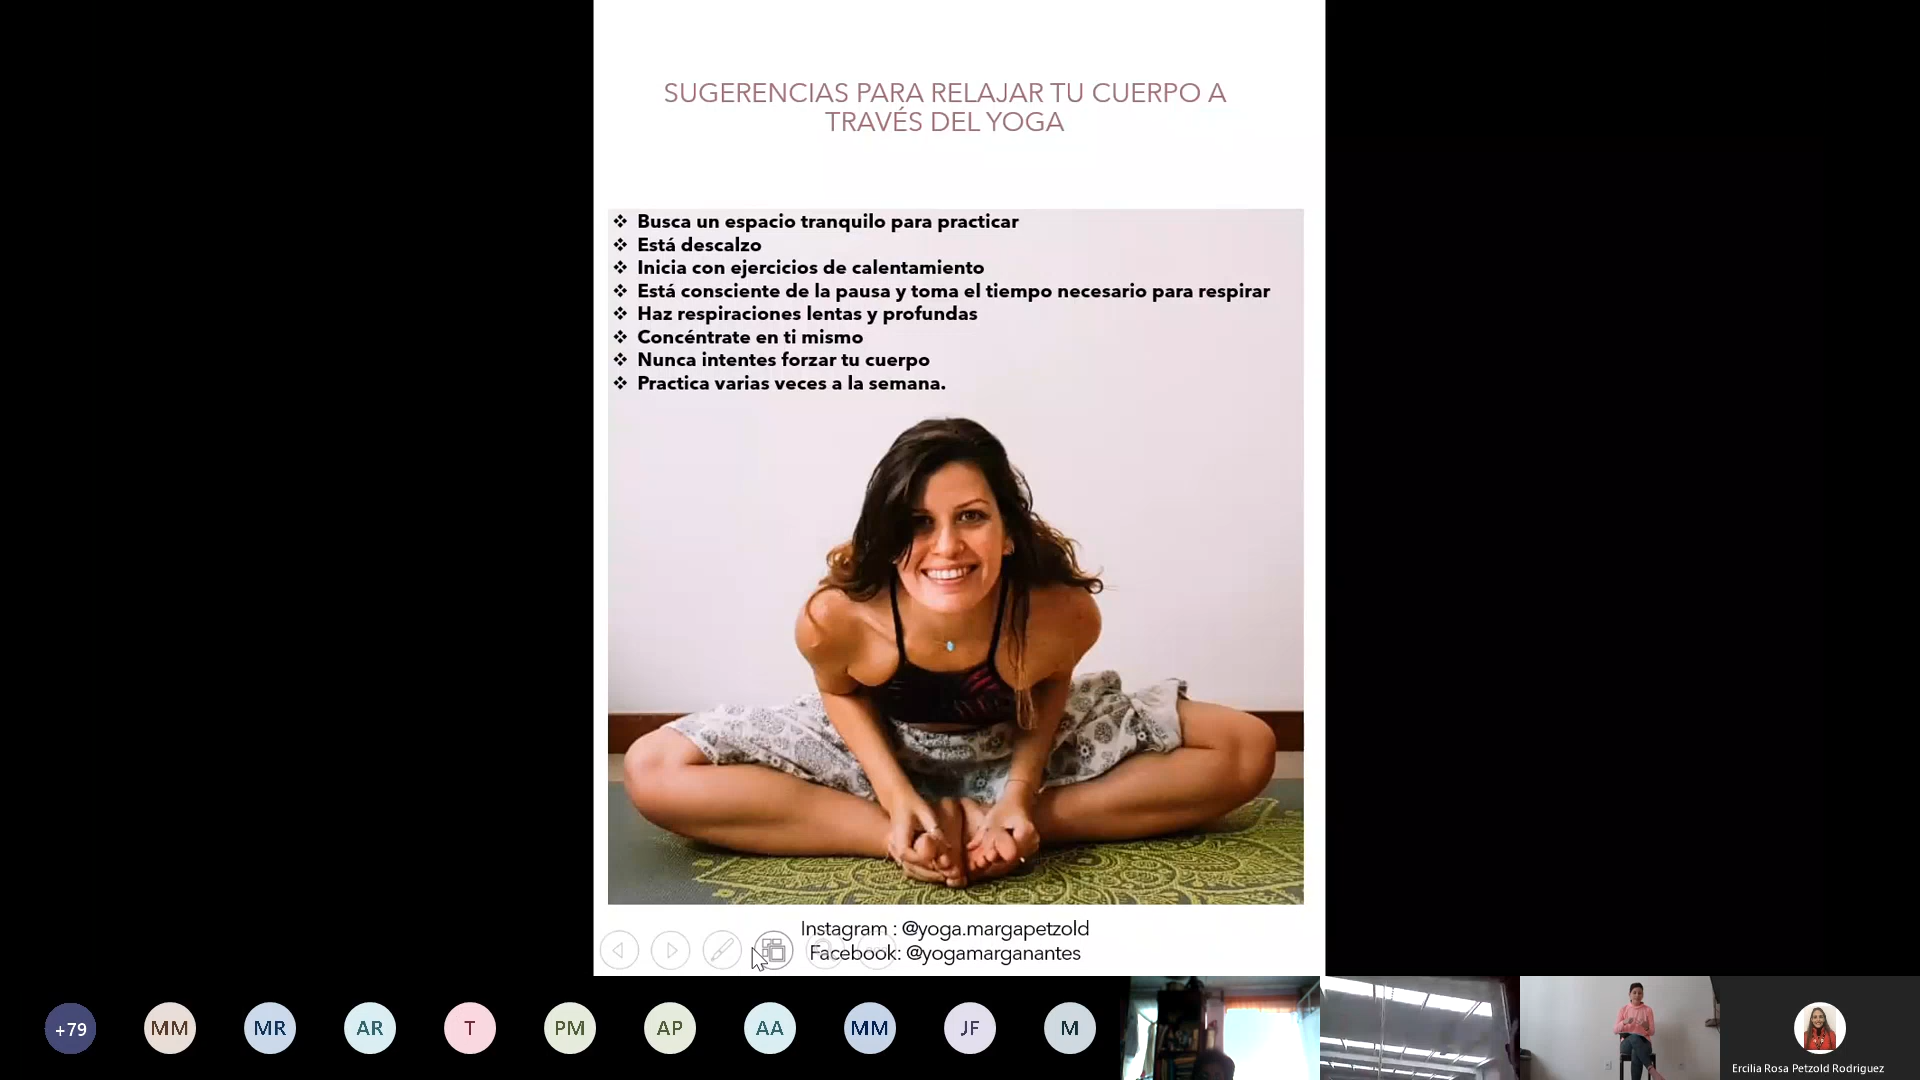 SUGERENCIAS PARA RELAJAR TU CUERPO A
TRAVÉS DEL YOGA
❖ Busca un espacio tranquilo para practicar
❖ Está descalzo
❖ Inicia con ejercicios de calentamiento
❖ Está consciente de la pausa y toma el tiempo necesario para respirar
❖ Haz respiraciones lentas y profundas
❖ Concéntrate en ti mismo
❖ Nunca intentes forzar tu cuerpo
❖ Practica varias veces a la semana.
Instagram : @yoga.margapetzold
Facebook: @yogamarganantes
+79 MM MR AR T PM AP AA MM JF M
Ercilia Rosa Petzold Rodriguez